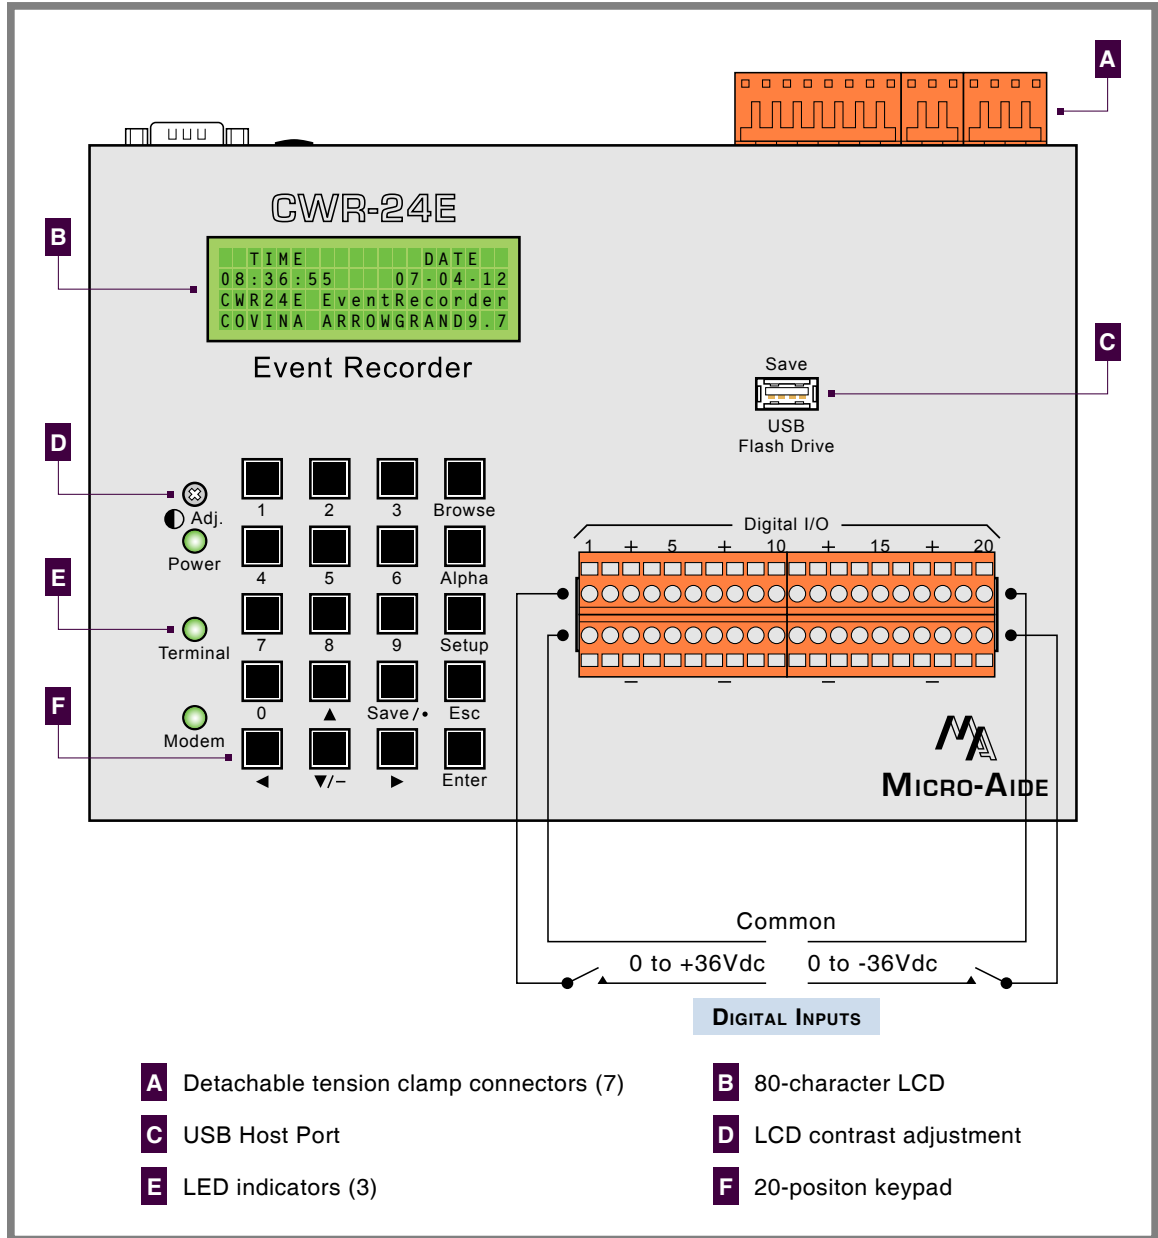 A
CWR-24E
B
TIME DATE
08:36:55 07-04-12
CWR24E EventRecorder
COVINA ARROWGRAND9.7
Event Recorder
C
Save
USB
Flash Drive
D
Adj.
1 2 3 Browse
Power
4 5 6 Alpha
E
Terminal
7 8 9 Setup
F
Modem
0 ▲ Save/• Esc
◀ ▼/– ▶ Enter
Digital I/O
1 + 5 + 10 + 15 + 20
– – – –
MA
MICRO-AIDE
Common
0 to +36Vdc 0 to -36Vdc
DIGITAL INPUTS
A Detachable tension clamp connectors (7)
B 80-character LCD
C USB Host Port
D LCD contrast adjustment
E LED indicators (3)
F 20-positon keypad